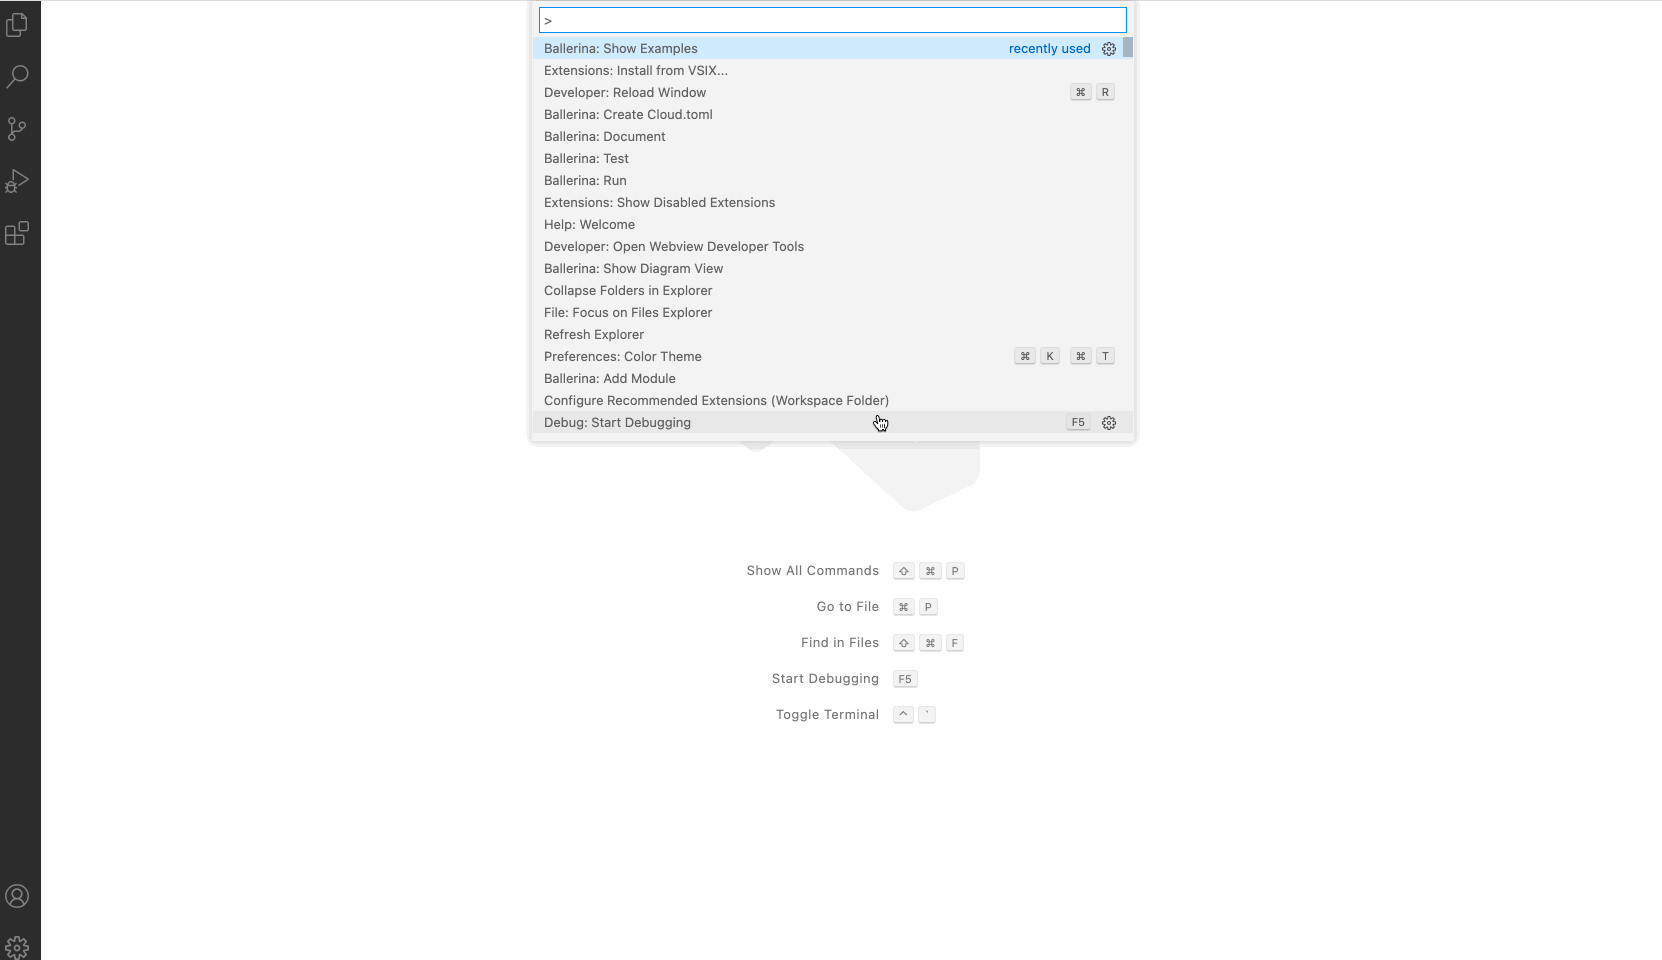 >
Ballerina: Show Examples recently used
Extensions: Install from VSIX...
Developer: Reload Window ⌘ R
Ballerina: Create Cloud.toml
Ballerina: Document
Ballerina: Test
Ballerina: Run
Extensions: Show Disabled Extensions
Help: Welcome
Developer: Open Webview Developer Tools
Ballerina: Show Diagram View
Collapse Folders in Explorer
File: Focus on Files Explorer
Refresh Explorer
Preferences: Color Theme ⌘ K ⌘ T
Ballerina: Add Module
Configure Recommended Extensions (Workspace Folder)
Debug: Start Debugging F5
Show All Commands ⇧ ⌘ P
Go to File ⌘ P
Find in Files ⇧ ⌘ F
Start Debugging F5
Toggle Terminal ^ '